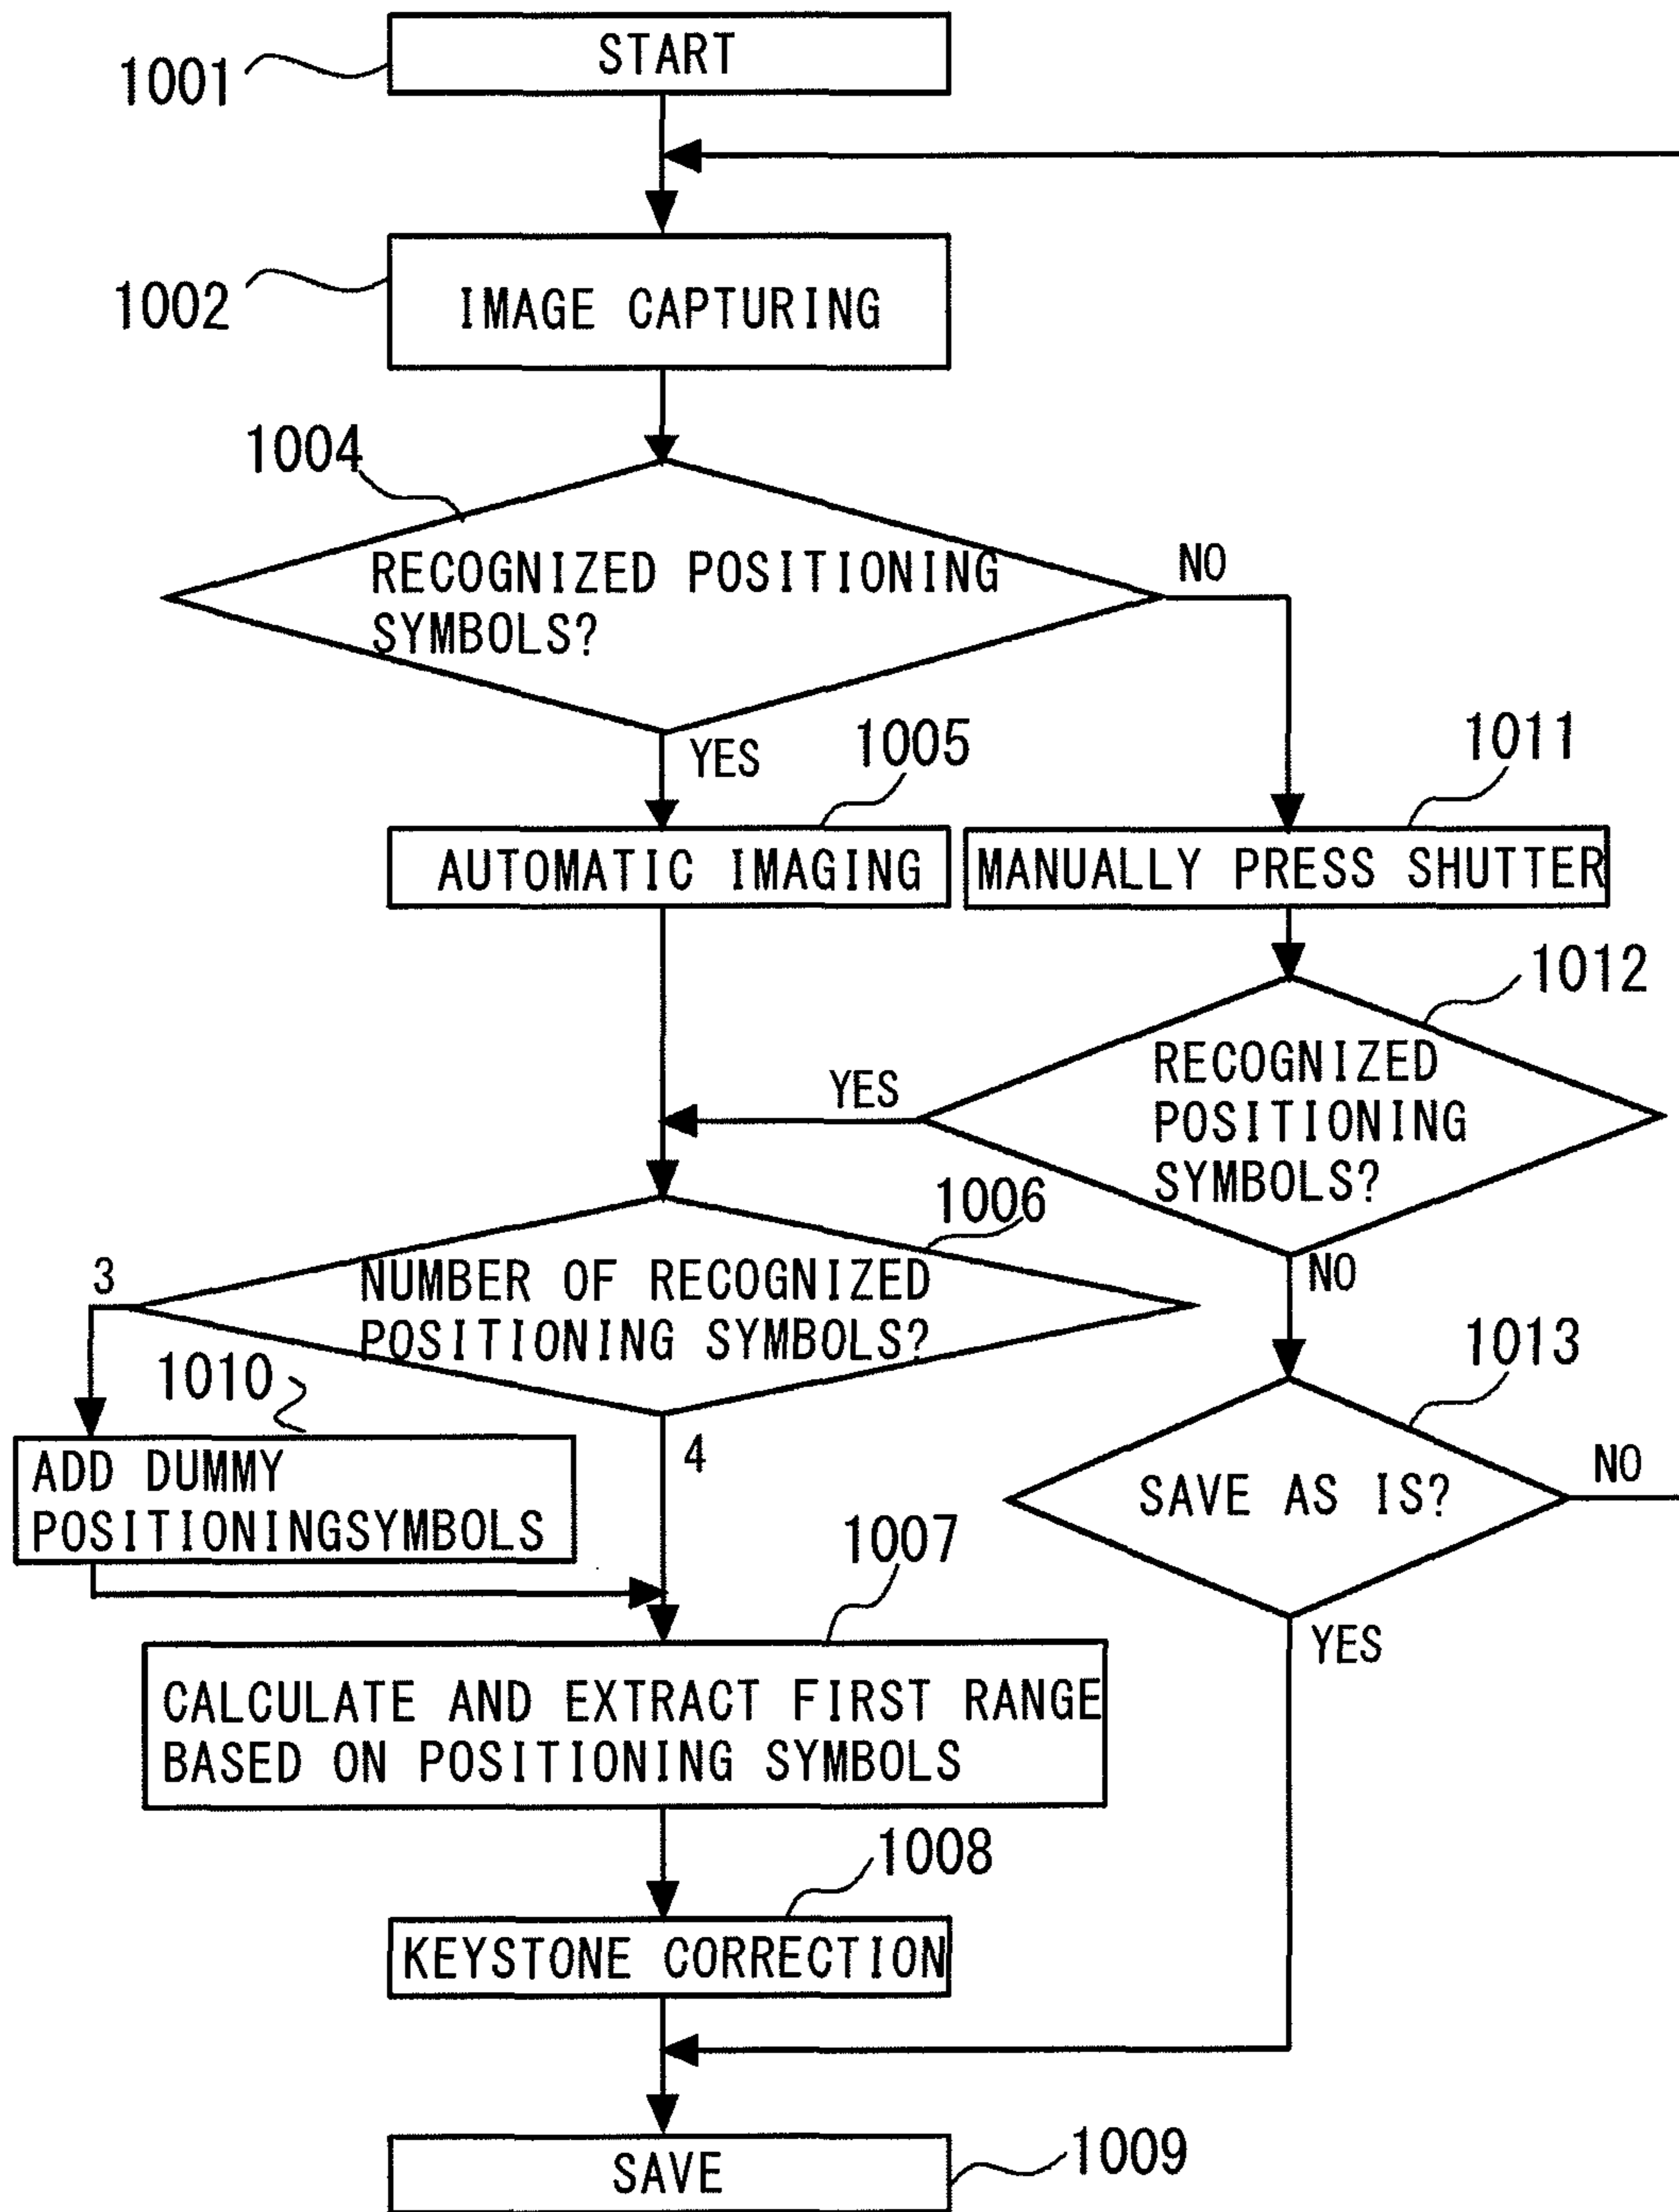 START
1001
1002
IMAGE CAPTURING
1004
RECOGNIZED POSITIONING
SYMBOLS?
NO
YES
1005
1011
AUTOMATIC IMAGING
MANUALLY PRESS SHUTTER
1012
RECOGNIZED
POSITIONING
SYMBOLS?
YES
1006
NO
3
NUMBER OF RECOGNIZED
POSITIONING SYMBOLS?
1010
1013
4
ADD DUMMY
POSITIONINGSYMBOLS
SAVE AS IS?
NO
1007
YES
CALCULATE AND EXTRACT FIRST RANGE
BASED ON POSITIONING SYMBOLS
1008
KEYSTONE CORRECTION
SAVE
1009